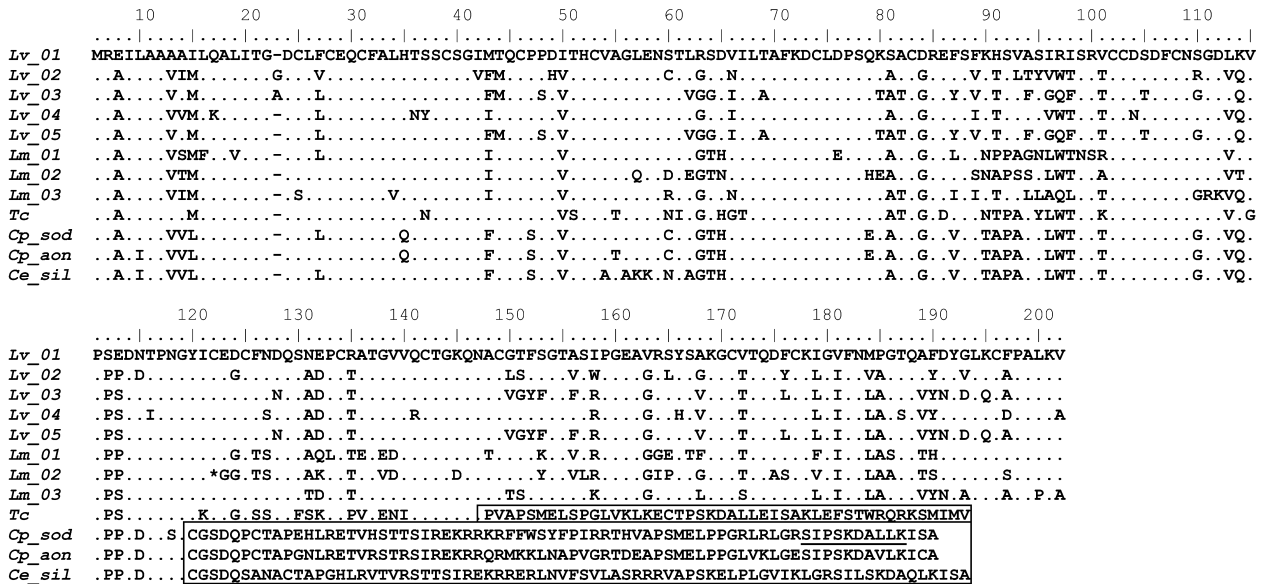 10 20 30 40 50 60 70 80 90 100 110
Lv_01 MREILAAAAILQALITG-DCLFCEQCFALHTSSCSGIMTQCPPDITHCVAGLENSTLRSDVILTAFKDCLDPSQKSACDREFSFKHSVASIRISRVCCDSDFCNSGDLKV
Lv_02 ..A....VIM.......G...V..............VFM....HV.........C..G..N..............A..G....V.T.LTYVWT..T........R..VQ.
Lv_03 ..A....V.M.......A...L...............FM...S.V...........VGG.I..A..........TAT.G..Y.V.T..F.GQF..T...T....G...Q.
Lv_04 ..A....VVM.K.....-............NY.....I......V............G..I..............A..G....I.T....VWT..T..N........VQ.
Lv_05 ..A....V.M.......-...L...............FM...S.V...........VGG.I..A..........TAT.G..Y.V.T..F.GQF..T...T....G...Q.
Lm_01 ..A....VSMF..V...-...L...............I......V............GTH..........E....A..G..L..NPPAGNLWTNSR...........V..
Lm_02 ..A....VTM.......-...................I......V......Q..D.EGTN.............HEA..G....SNAPSS.LWT..A...........VT.
Lm_03 ..A....VIM.......-.S........V........I......V.........R..G..N..............AT.G..I.I.T..LLAQL..T........GRKVQ.
Tc ..A......M.......-.............N............VS...T....NI.G.HGT.............AT.G.D...NTPA.YLWT..K...........V.G
Cp_sod ..A....VVL.......-...L.......Q.......F...S..V.........C..GTH.............E.A..G..V..TAPA..LWT..T........G..VQ.
Cp_aon ..A.I..VVL.......-...........Q.......F...S..V....T....C..GTH.............E.A..G..V..TAPA..LWT..T........G..VQ.
Ce_sil ..A.I..VVL.......-...L...............F...S..V...A.AKK.N.AGTH...............A..G..V..TAPA..LWT..T........G..VQ.
120 130 140 150 160 170 180 190 200
Lv_01 PSEDNTPNGYICEDCFNDQSNEPCRATGVVQCTGKQNACGTFSGTASIPGEAVRSYSAKGCVTQDFCKIGVFNMPGTQAFDYGLKCFPALKV
Lv_02 .PP.D........G......AD..T..............LS....V.W....G.L..G...T...Y..L.I..VA....Y..V...A.....
Lv_03 .PS..............N..AD..T..............VGYF..F.R....G....V...T...L..L.I..LA...VYN.D.Q.A.....
Lv_04 .PS..I..........S...AD..T.....R................R....G..H.V...T......L.I..LA.S.VY......D....A
Lv_05 .PS..............N..AD..T..............VGYF..F.R....G....V...T...L..L.I..LA...VYN.D.Q.A.....
Lm_01 .PP..........G.TS...AQL.TE.ED........T....K..V.R....GGE.TF...T......L.I..LAS..TH............
Lm_02 .PP........*GG.TS...AK..T..VD.....D.......Y..VLR....GIP..G...T..AS..V.I..LAA...TS......S.....
Lm_03 .PS.................TD..T..............TS......K....G....L...S......L.I..LA...VYN.A...A..P.A
Tc .PS.......K..G.SS..FSK..PV.ENI......PVAPSMELSPGLVKLKECTPSKDALLEISAKLEFSTWRQRKSMIMV
Cp_sod .PP.D..S.CGSDQPCTAPEHLRETVHSTTSIREKRRKRFFWSYFPIRRTHVAPSMELPPGRLRLGRSIPSKDALLKISA
Cp_aon .PP.D....CGSDQPCTAPGNLRETVRSTRSIREKRRQRMKKLNAPVGRTDEAPSMELPPGVLKLGESIPSKDAVLKICA
Ce_sil .PP.D....CGSDQSANACTAPGHLRVTVRSTTSIREKRRERLNVFSVLASRRRVAPSKELPLGVIKLGRSILSKDAQLKISA